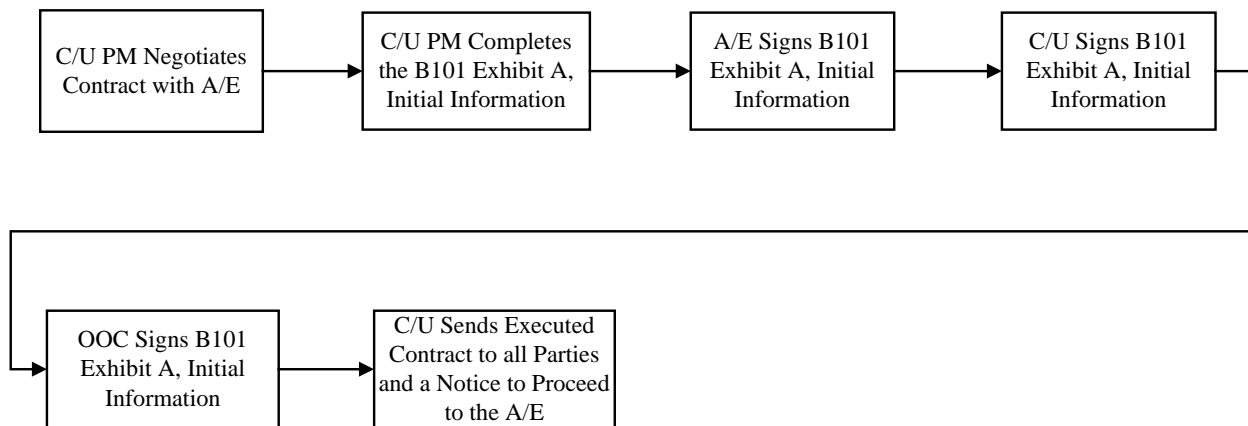 C/U PM Negotiates
Contract with A/E
C/U PM Completes
the B101 Exhibit A,
Initial Information
A/E Signs B101
Exhibit A, Initial
Information
C/U Signs B101
Exhibit A, Initial
Information
OOC Signs B101
Exhibit A, Initial
Information
C/U Sends Executed
Contract to all Parties
and a Notice to Proceed
to the A/E